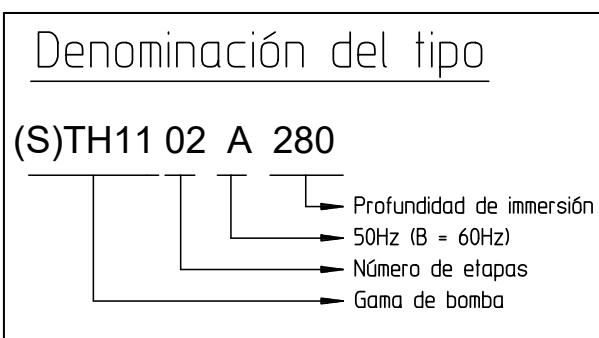 Denominación del tipo
(S)TH11 02 A 280
Profundidad de immersión
50Hz (B = 60Hz)
Número de etapas
Gama de bomba